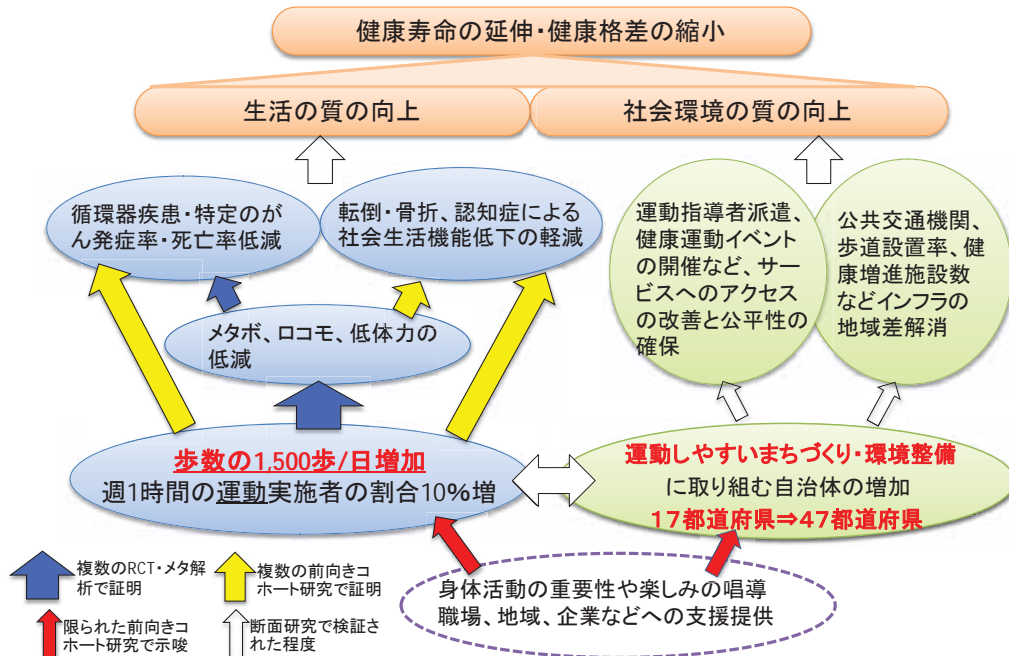 健康寿命の延伸・健康格差の縮小
生活の質の向上
社会環境の質の向上
循環器疾患・特定のが
ん発症率・死亡率低減
転倒・骨折、認知症による
社会生活機能低下の軽減
運動指導者派遣、
健康運動イベント
の開催など、サー
ビスへのアクセス
の改善と公平性の
確保
公共交通機関、
歩道設置率、健
康増進施設数
などインフラの
地域差解消
メタボ、ロコモ、低体力の
低減
歩数の1,500歩/日増加
週1時間の運動実施者の割合10%増
運動しやすいまちづくり・環境整備
に取り組む自治体の増加
17都道府県⇒47都道府県
身体活動の重要性や楽しみの唱導
職場、地域、企業などへの支援提供
複数のRCT・メタ解
析で証明
複数の前向きコ
ホート研究で証明
限られた前向きコ
ホート研究で示唆
断面研究で検証さ
れた程度